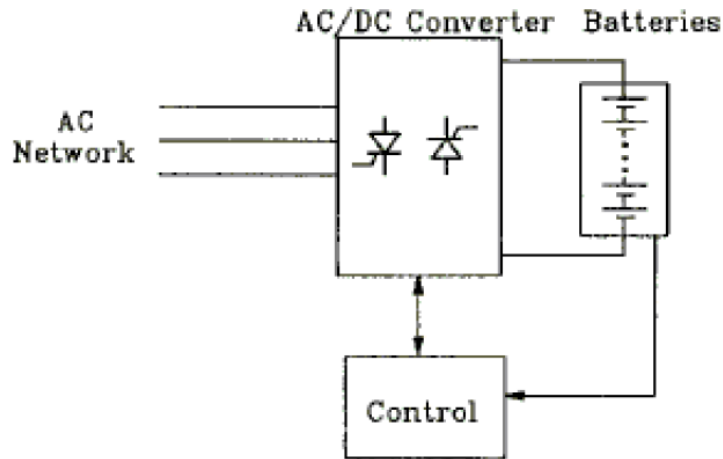 AC/DC Converter Batteries
AC
Network
Control